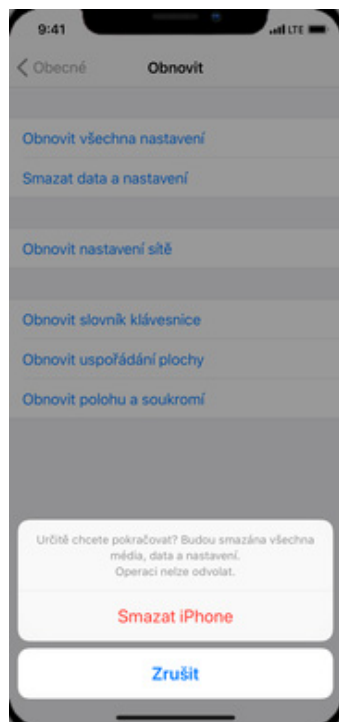 9:41 LTE
Obecné Obnovit
Obnovit všechna nastavení
Smazat data a nastavení
Obnovit nastavení sítě
Obnovit slovník klávesnice
Obnovit uspořádání plochy
Obnovit polohu a soukromí
Určitě chcete pokračovat? Budou smazána všechna
média, data a nastavení.
Operaci nelze odvolat.
Smazat iPhone
Zrušit